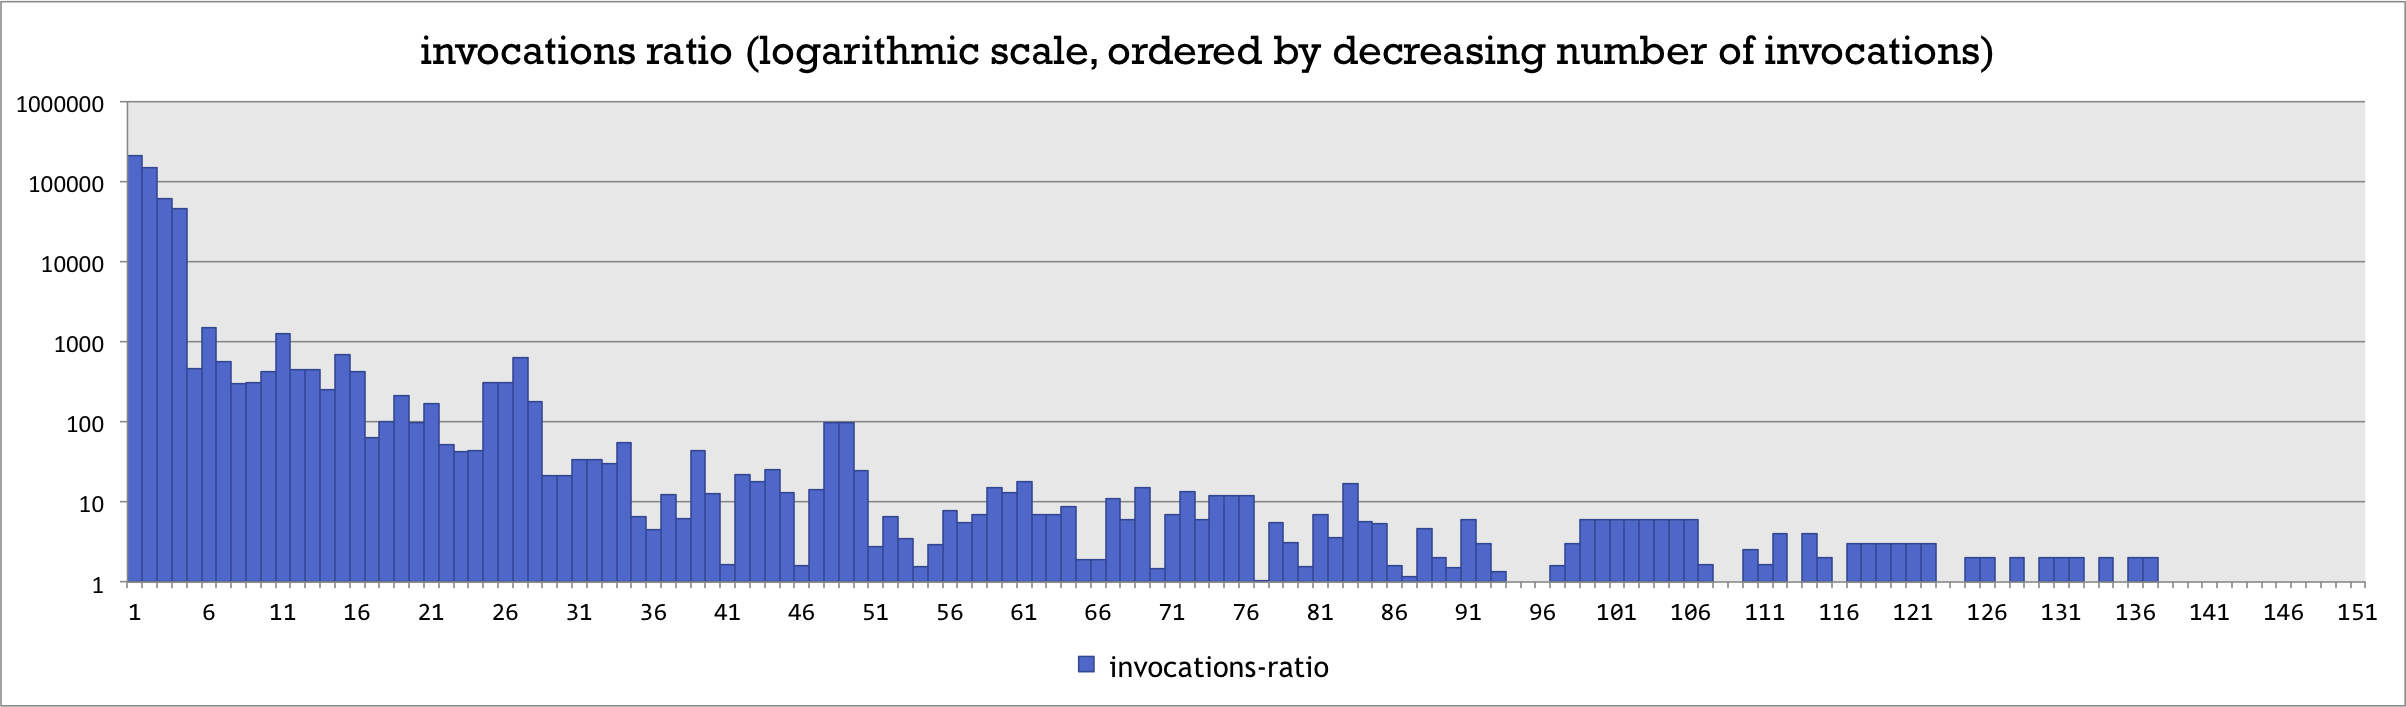 invocations ratio (logarithmic scale, ordered by decreasing number of invocations)
1000000
100000
10000
1000
100
10
1
1 6 11 16 21 26 31 36 41 46 51 56 61 66 71 76 81 86 91 96 101 106 111 116 121 126 131 136 141 146 151
invocations-ratio